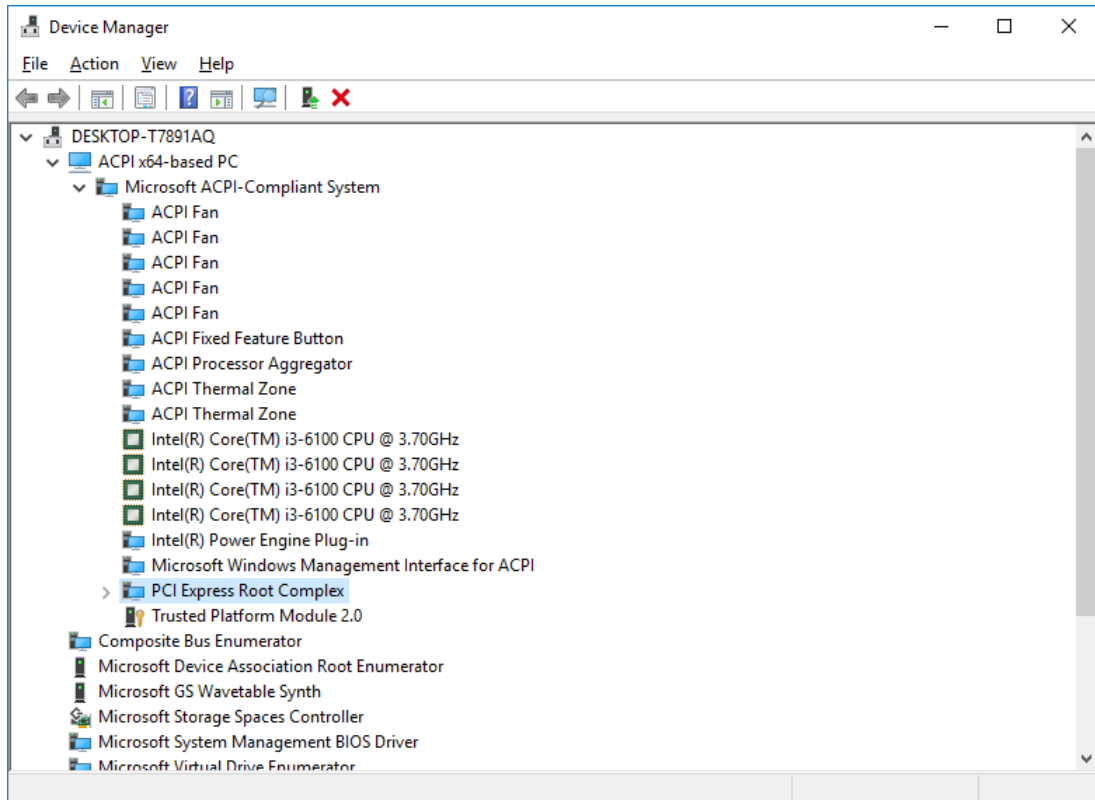 Device Manager
File Action View Help
DESKTOP-T7891AQ
ACPI x64-based PC
Microsoft ACPI-Compliant System
ACPI Fan
ACPI Fan
ACPI Fan
ACPI Fan
ACPI Fan
ACPI Fixed Feature Button
ACPI Processor Aggregator
ACPI Thermal Zone
ACPI Thermal Zone
Intel(R) Core(TM) i3-6100 CPU @ 3.70GHz
Intel(R) Core(TM) i3-6100 CPU @ 3.70GHz
Intel(R) Core(TM) i3-6100 CPU @ 3.70GHz
Intel(R) Core(TM) i3-6100 CPU @ 3.70GHz
Intel(R) Power Engine Plug-in
Microsoft Windows Management Interface for ACPI
PCI Express Root Complex
Trusted Platform Module 2.0
Composite Bus Enumerator
Microsoft Device Association Root Enumerator
Microsoft GS Wavetable Synth
Microsoft Storage Spaces Controller
Microsoft System Management BIOS Driver
Microsoft Virtual Drive Enumerator